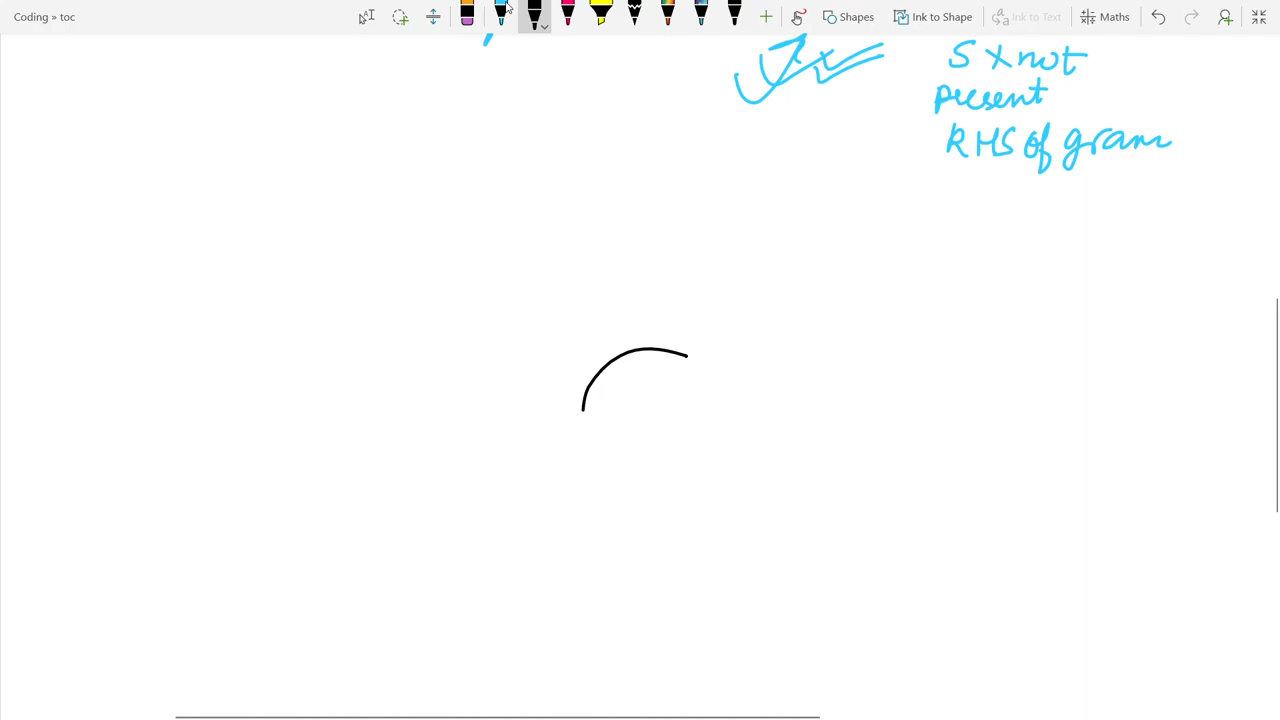 Coding » toc
Shapes
Ink to Shape
Ink to Text
Maths
S x not
present
RHS of gram